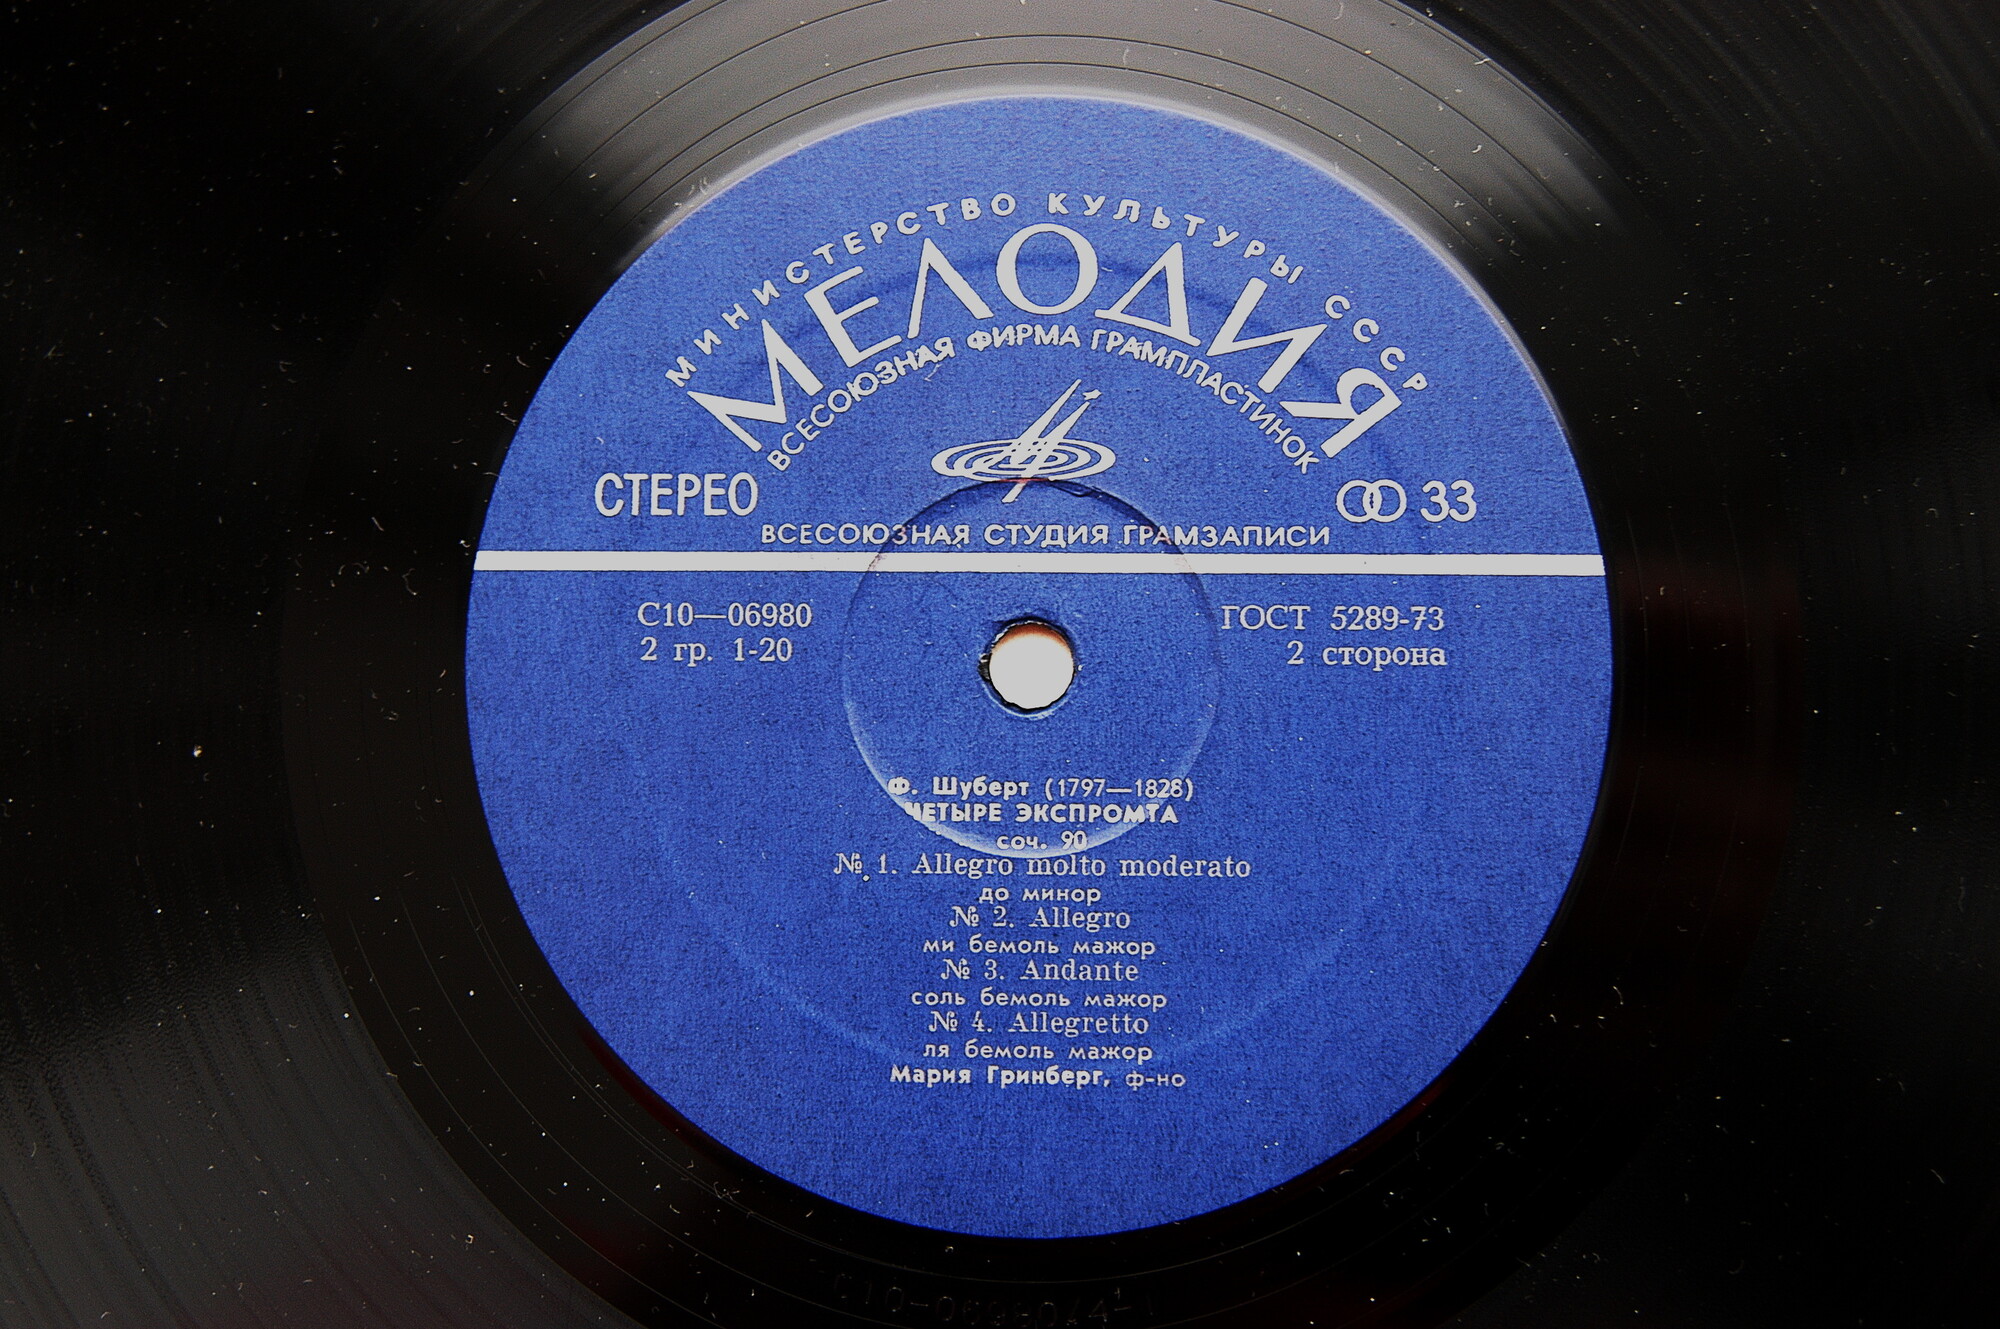 МИНИСТЕРСТВО КУЛЬТУРЫ СССР
МЕЛОДИЯ
ВСЕСОЮЗНАЯ ФИРМА ГРАМПЛАСТИНОК
СТЕРЕО
33
ВСЕСОЮЗНАЯ СТУДИЯ ГРАМЗАПИСИ
С10—06980
ГОСТ 5289-73
2 гр. 1-20
2 сторона
Ф. Шуберт (1797—1828)
ЧЕТЫРЕ ЭКСПРОМТА
соч. 90
№ 1. Allegro molto moderato
до минор
№ 2. Allegro
ми бемоль мажор
№ 3. Andante
соль бемоль мажор
№ 4. Allegretto
ля бемоль мажор
Мария Гринберг, ф-но